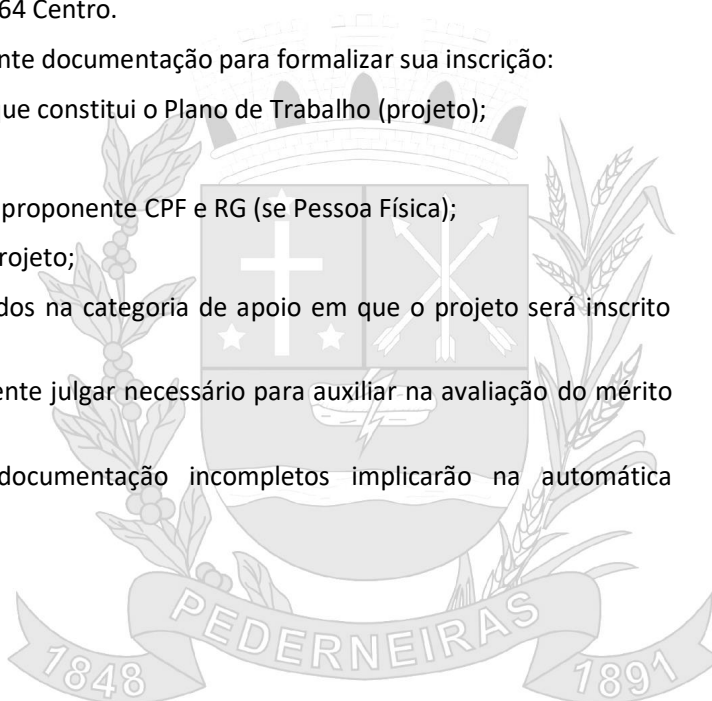 64 Centro.
nte documentação para formalizar sua inscrição:
que constitui o Plano de Trabalho (projeto);
proponente CPF e RG (se Pessoa Física);
rojeto;
dos na categoria de apoio em que o projeto será inscrito
ente julgar necessário para auxiliar na avaliação do mérito
documentação incompletos implicarão na automática
PEDERNEIRAS
1848
1891